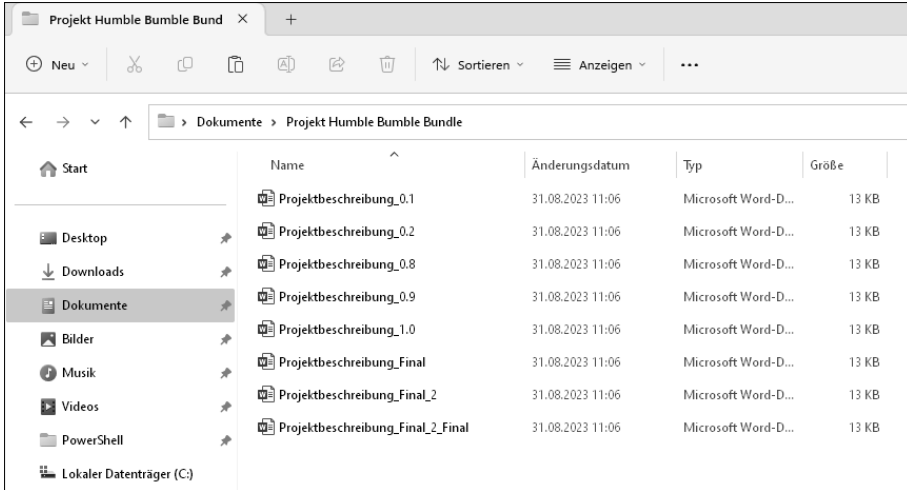 Projekt Humble Bumble Bund
Neu
Sortieren
Anzeigen
Dokumente > Projekt Humble Bumble Bundle
Start
Name Änderungsdatum Typ Größe
Projektbeschreibung_0.1 31.08.2023 11:06 Microsoft Word-D... 13 KB
Desktop
Projektbeschreibung_0.2 31.08.2023 11:06 Microsoft Word-D... 13 KB
Downloads
Projektbeschreibung_0.8 31.08.2023 11:06 Microsoft Word-D... 13 KB
Dokumente
Projektbeschreibung_0.9 31.08.2023 11:06 Microsoft Word-D... 13 KB
Bilder
Projektbeschreibung_1.0 31.08.2023 11:06 Microsoft Word-D... 13 KB
Musik
Projektbeschreibung_Final 31.08.2023 11:06 Microsoft Word-D... 13 KB
Videos
Projektbeschreibung_Final_2 31.08.2023 11:06 Microsoft Word-D... 13 KB
PowerShell
Projektbeschreibung_Final_2_Final 31.08.2023 11:06 Microsoft Word-D... 13 KB
Lokaler Datenträger (C:)